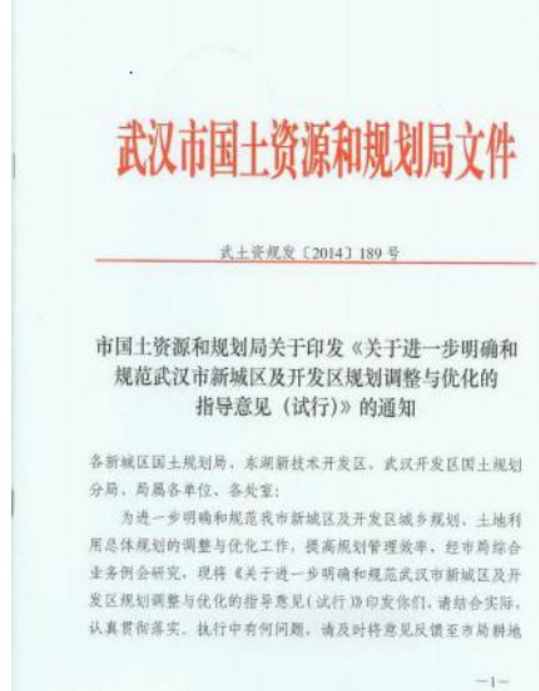 武汉市国土资源和规划局文件
武土资规发〔2014〕189 号
市国土资源和规划局关于印发《关于进一步明确和
规范武汉市新城区及开发区规划调整与优化的
指导意见（试行）》的通知
各新城区国土规划局、东湖新技术开发区、武汉开发区国土规划
分局、局属各单位、各处室：
为进一步明确和规范我市新城区及开发区城乡规划、土地利
用总体规划的调整与优化工作，提高规划管理效率，经市局综合
业务例会研究，现将《关于进一步明确和规范武汉市新城区及开
发区规划调整与优化的指导意见（试行）》印发你们，请结合实际，
认真贯彻落实。执行中有何问题，请及时将意见反馈至市局耕地
—1—